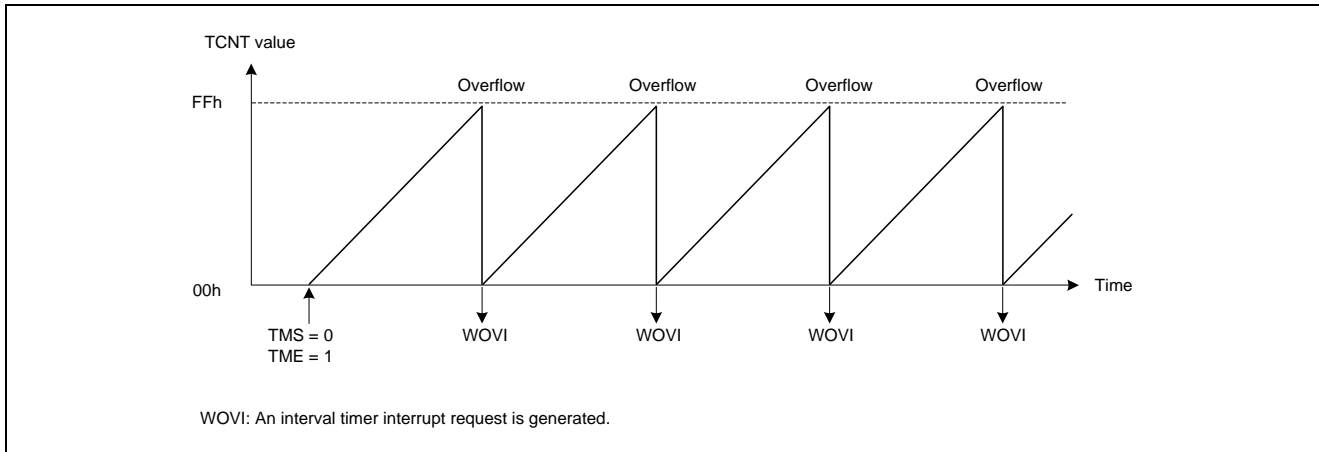 TCNT value
Overflow Overflow Overflow Overflow
FFh
00h
Time
TMS = 0
TME = 1
WOVI WOVI WOVI WOVI
WOVI: An interval timer interrupt request is generated.